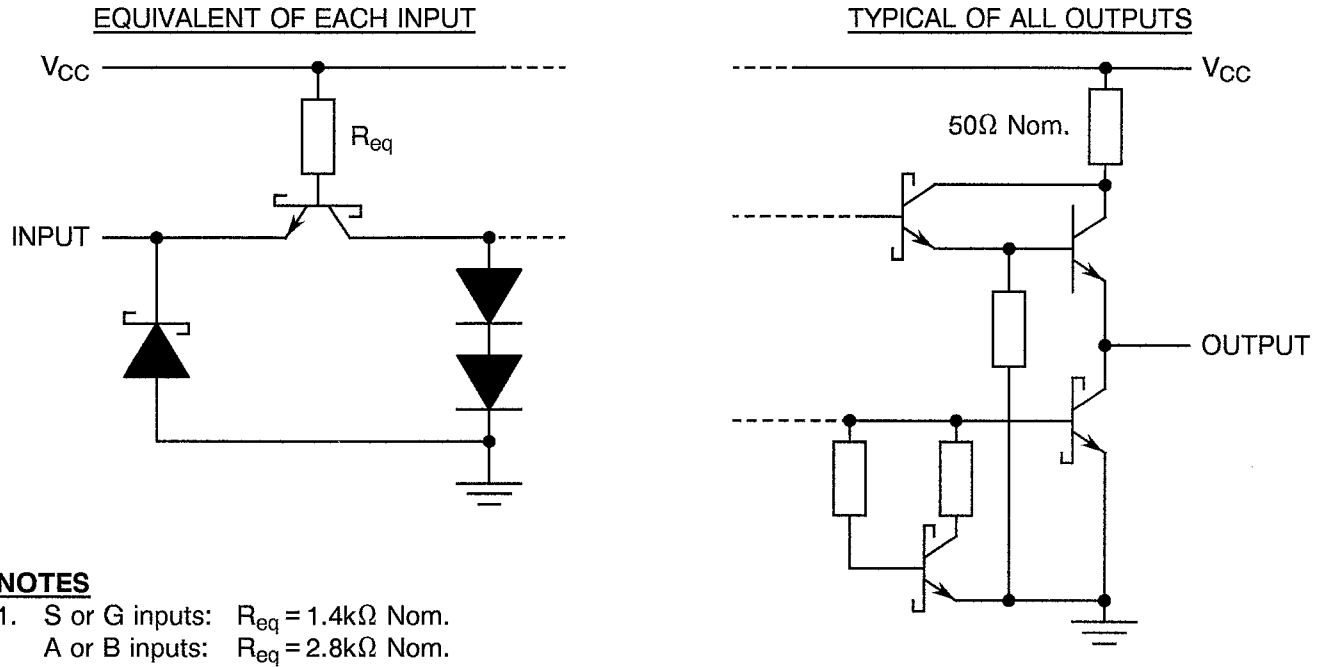 EQUIVALENT OF EACH INPUT
TYPICAL OF ALL OUTPUTS
VCC
VCC
Req
50Ω Nom.
INPUT
OUTPUT
NOTES
1. S or G inputs: Req = 1.4kΩ Nom.
A or B inputs: Req = 2.8kΩ Nom.